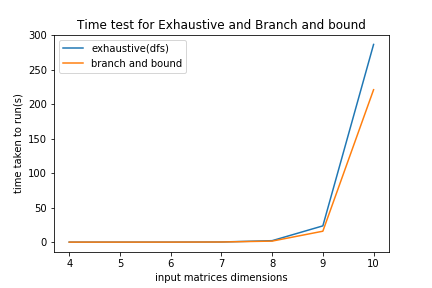 Time test for Exhaustive and Branch and bound
exhaustive(dfs)
branch and bound
time taken to run(s)
300
250
200
150
100
50
0
4 5 6 7 8 9 10
input matrices dimensions